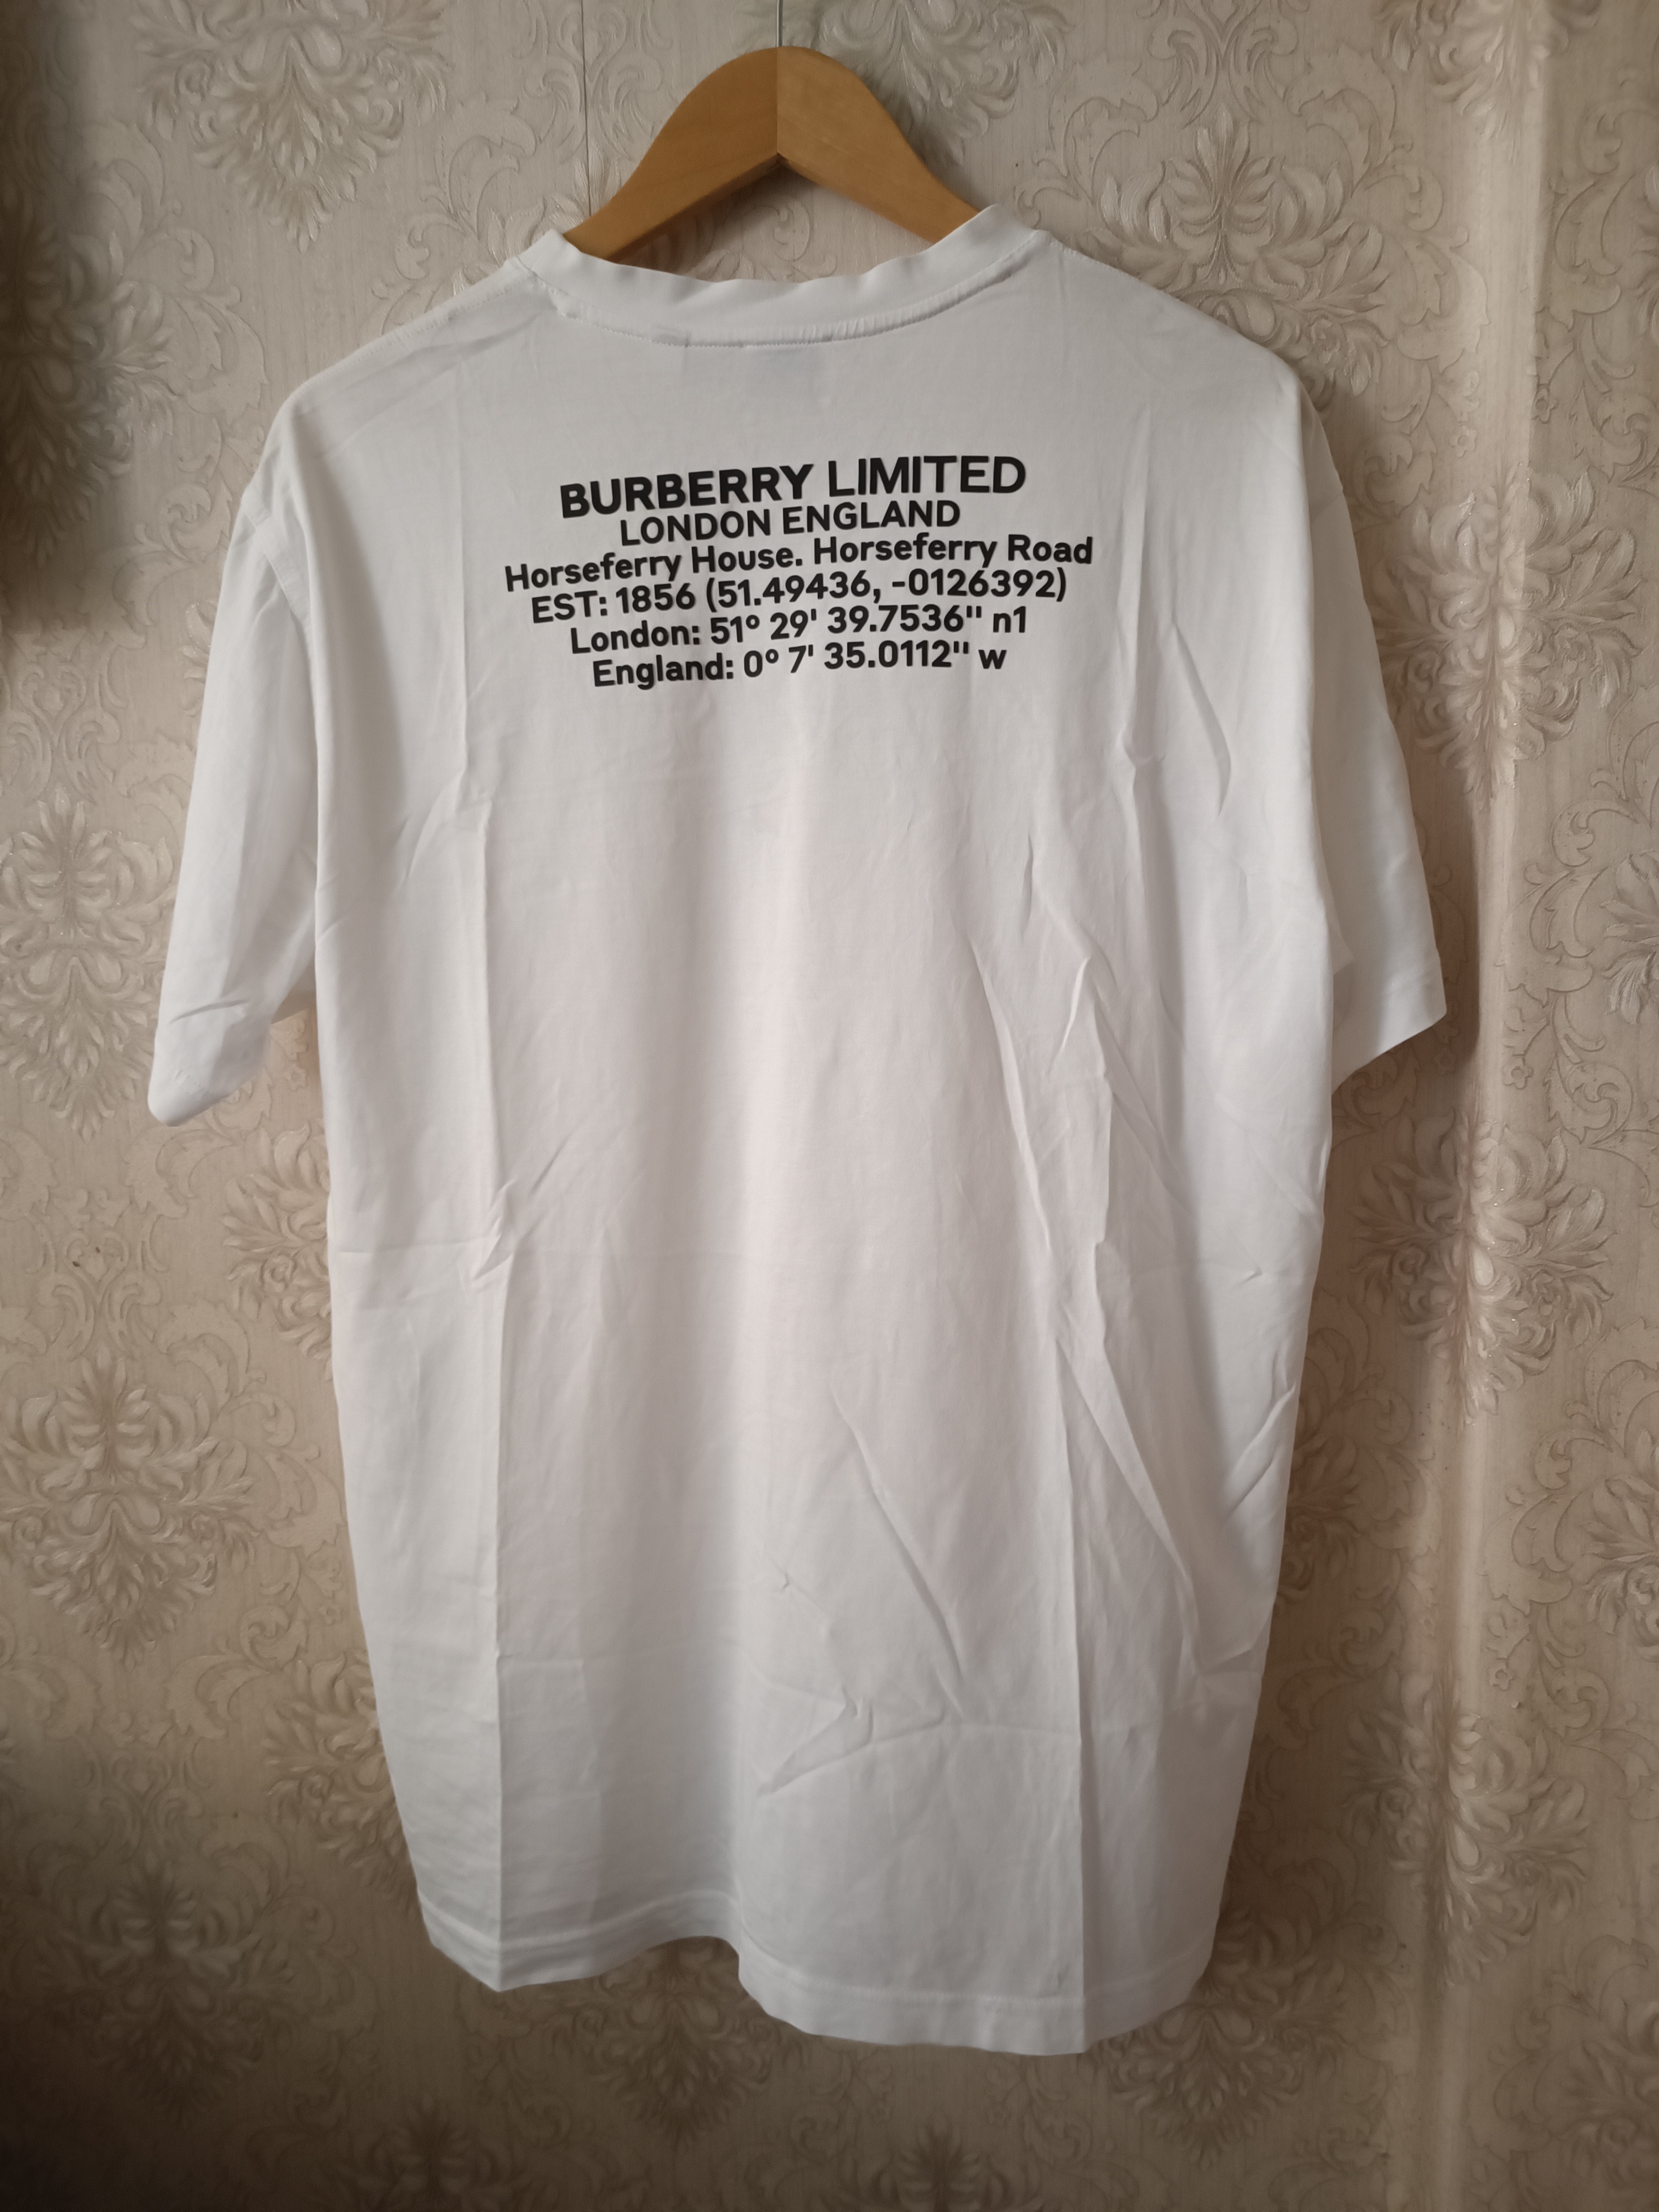 BURBERRY LIMITED
LONDON ENGLAND
Horseferry House. Horseferry Road
EST: 1856 (51.49436, -0126392)
London: 51º 29' 39.7536" n1
England: 0º 7' 35.0112" w